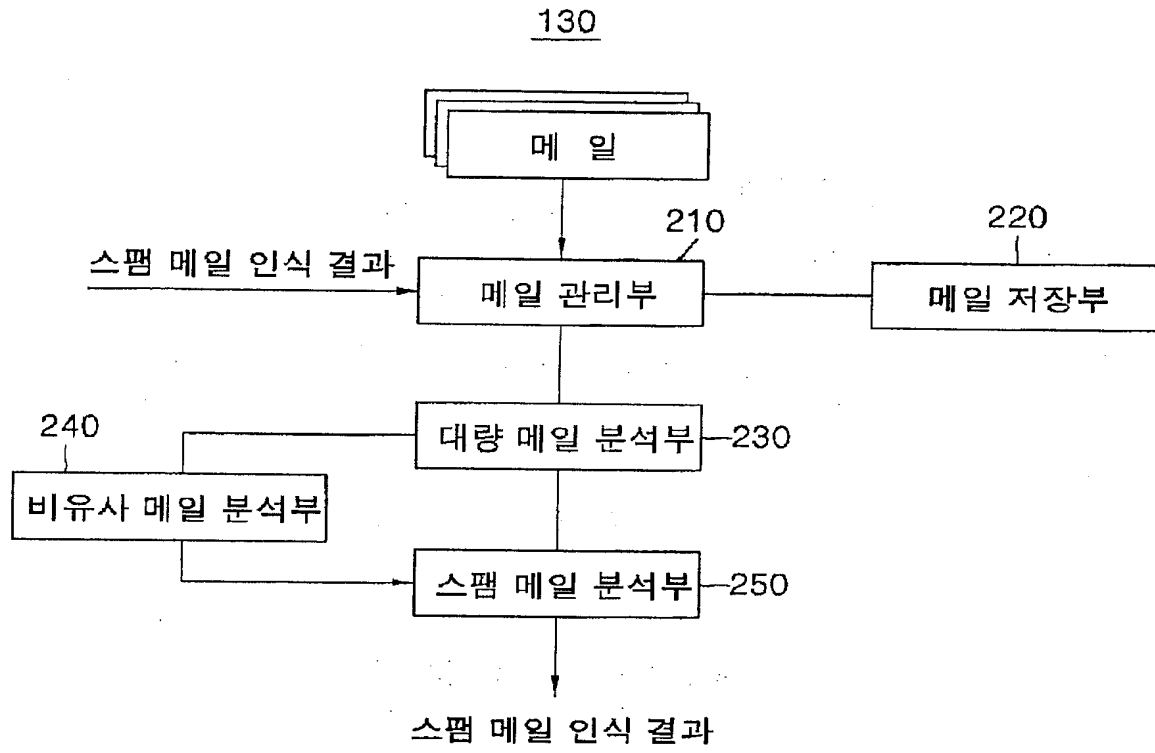 130
메 일
210
220
스팸 메일 인식 결과
메일 관리부
메일 저장부
240
대량 메일 분석부
230
비유사 메일 분석부
스팸 메일 분석부
250
스팸 메일 인식 결과